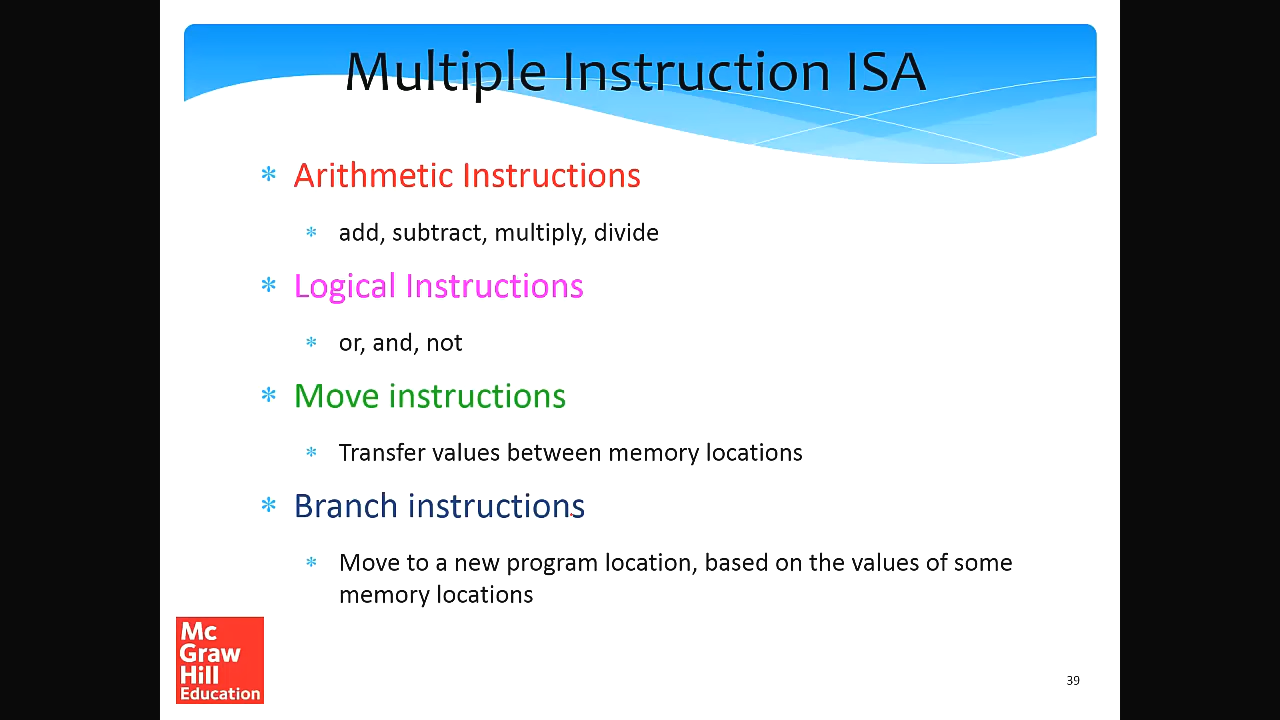 Multiple Instruction ISA
* Arithmetic Instructions
* add, subtract, multiply, divide
* Logical Instructions
* or, and, not
* Move instructions
* Transfer values between memory locations
* Branch instructions
* Move to a new program location, based on the values of some
memory locations
Mc
Graw
Hill
Education
39